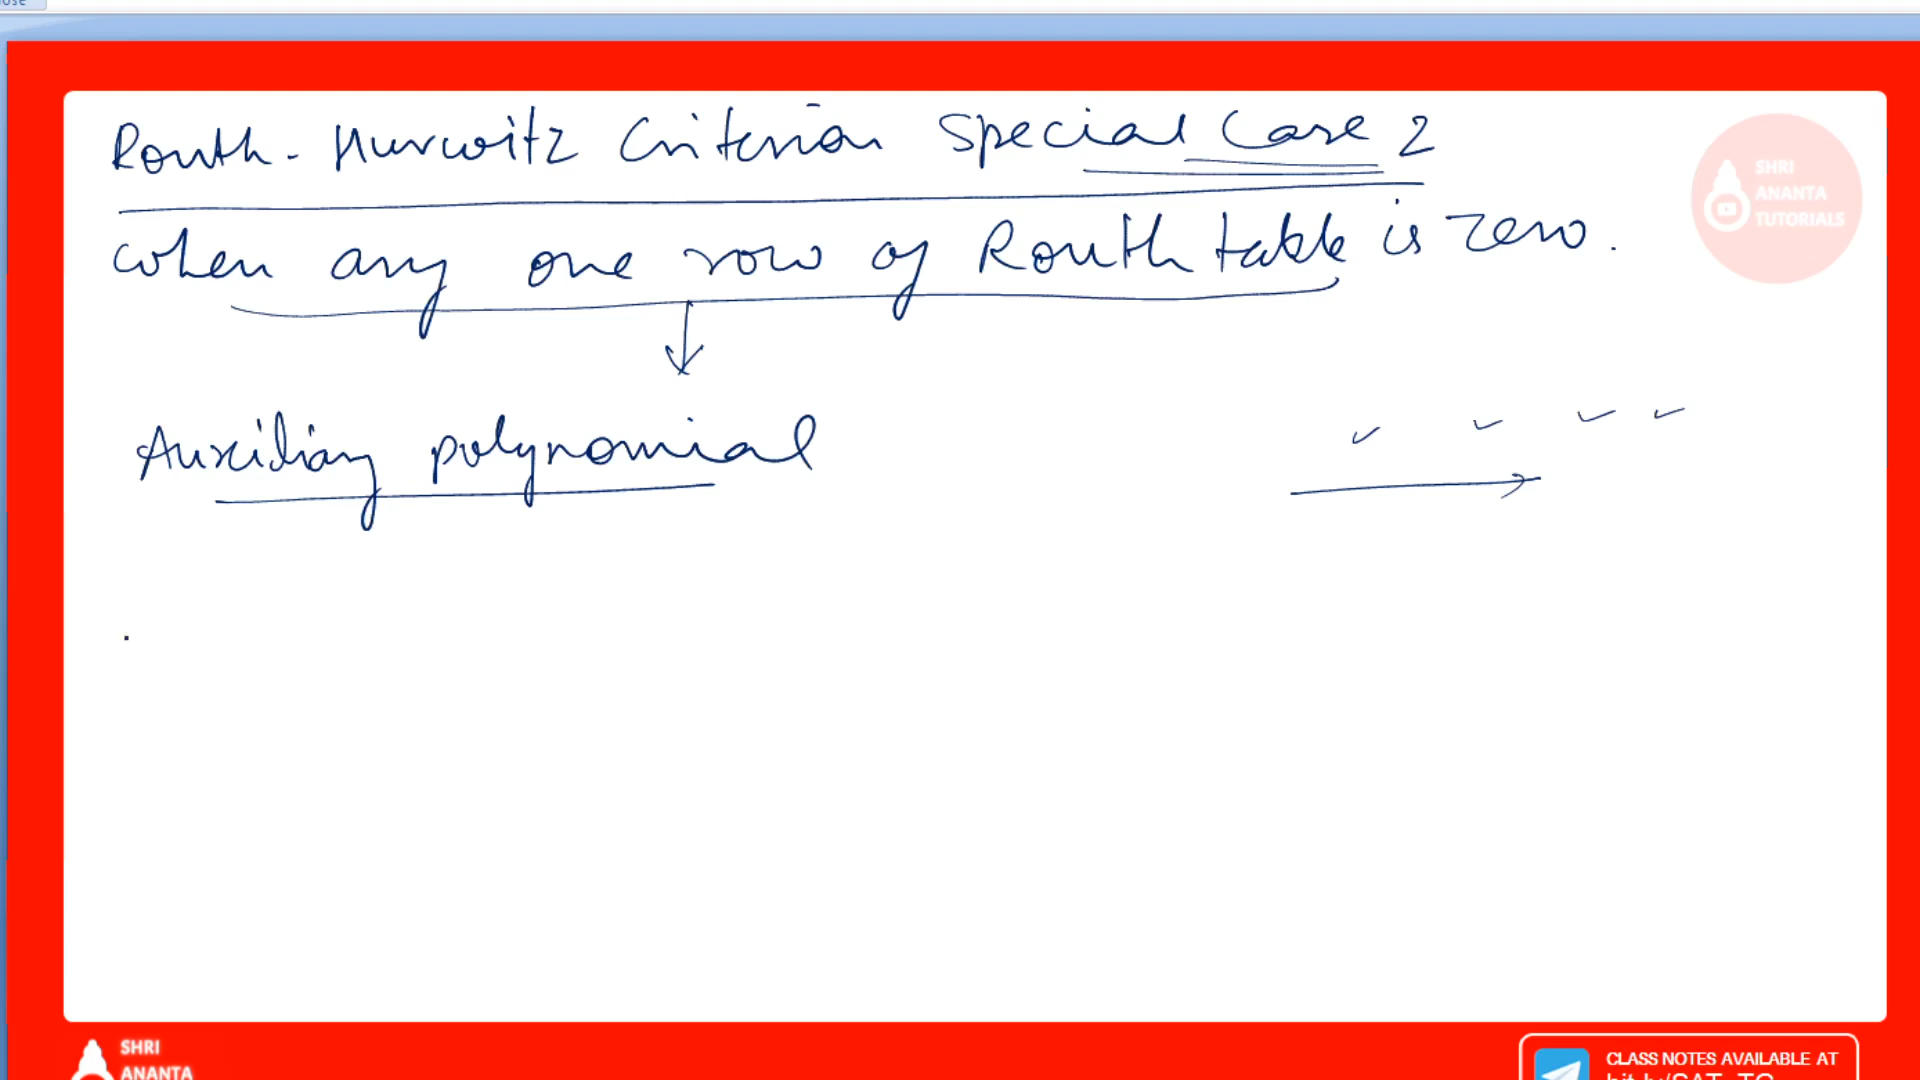 Routh-Hurwitz Criterion Special Case 2
SHRI
ANANTA
TUTORIALS
when any one row of Routh table is zero.
Auxiliary polynomial
SHRI
ANANTA
CLASS NOTES AVAILABLE AT